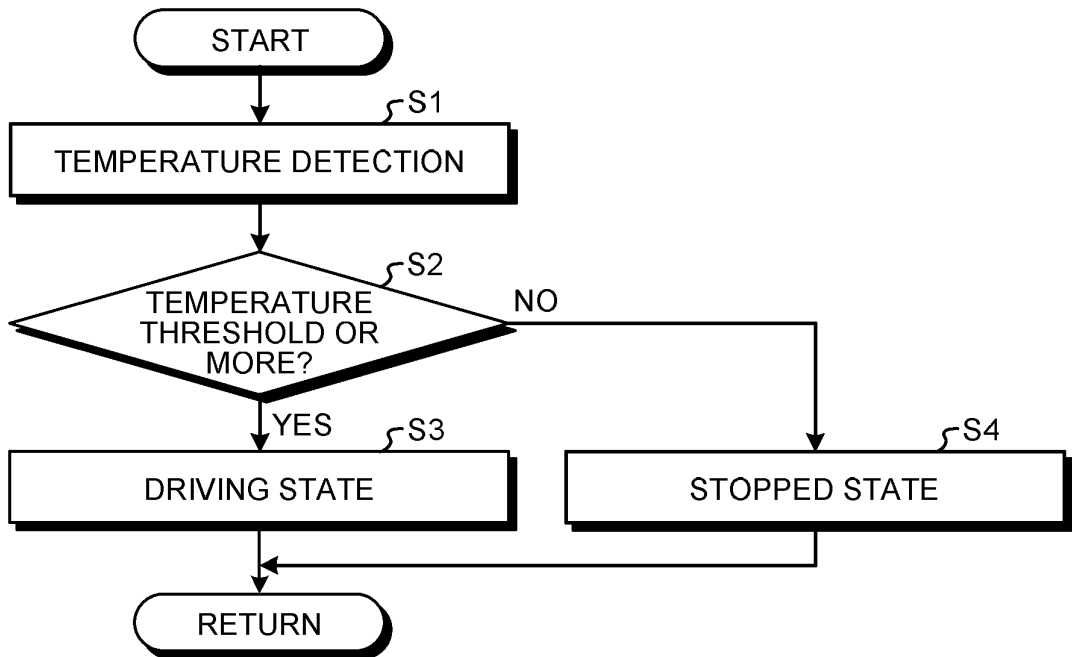 START
S1
TEMPERATURE DETECTION
S2
TEMPERATURE
THRESHOLD OR
MORE?
NO
YES
S3
DRIVING STATE
S4
STOPPED STATE
RETURN